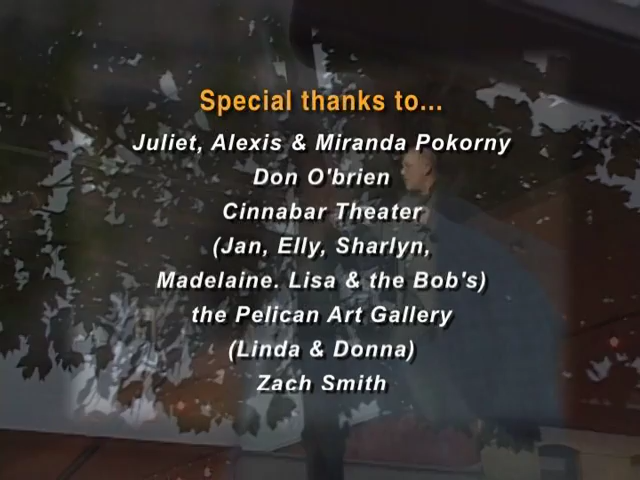 Special thanks to...
Juliet, Alexis & Miranda Pokorny
Don O'brien
Cinnabar Theater
(Jan, Elly, Sharlyn,
Madelaine. Lisa & the Bob's)
the Pelican Art Gallery
(Linda & Donna)
Zach Smith